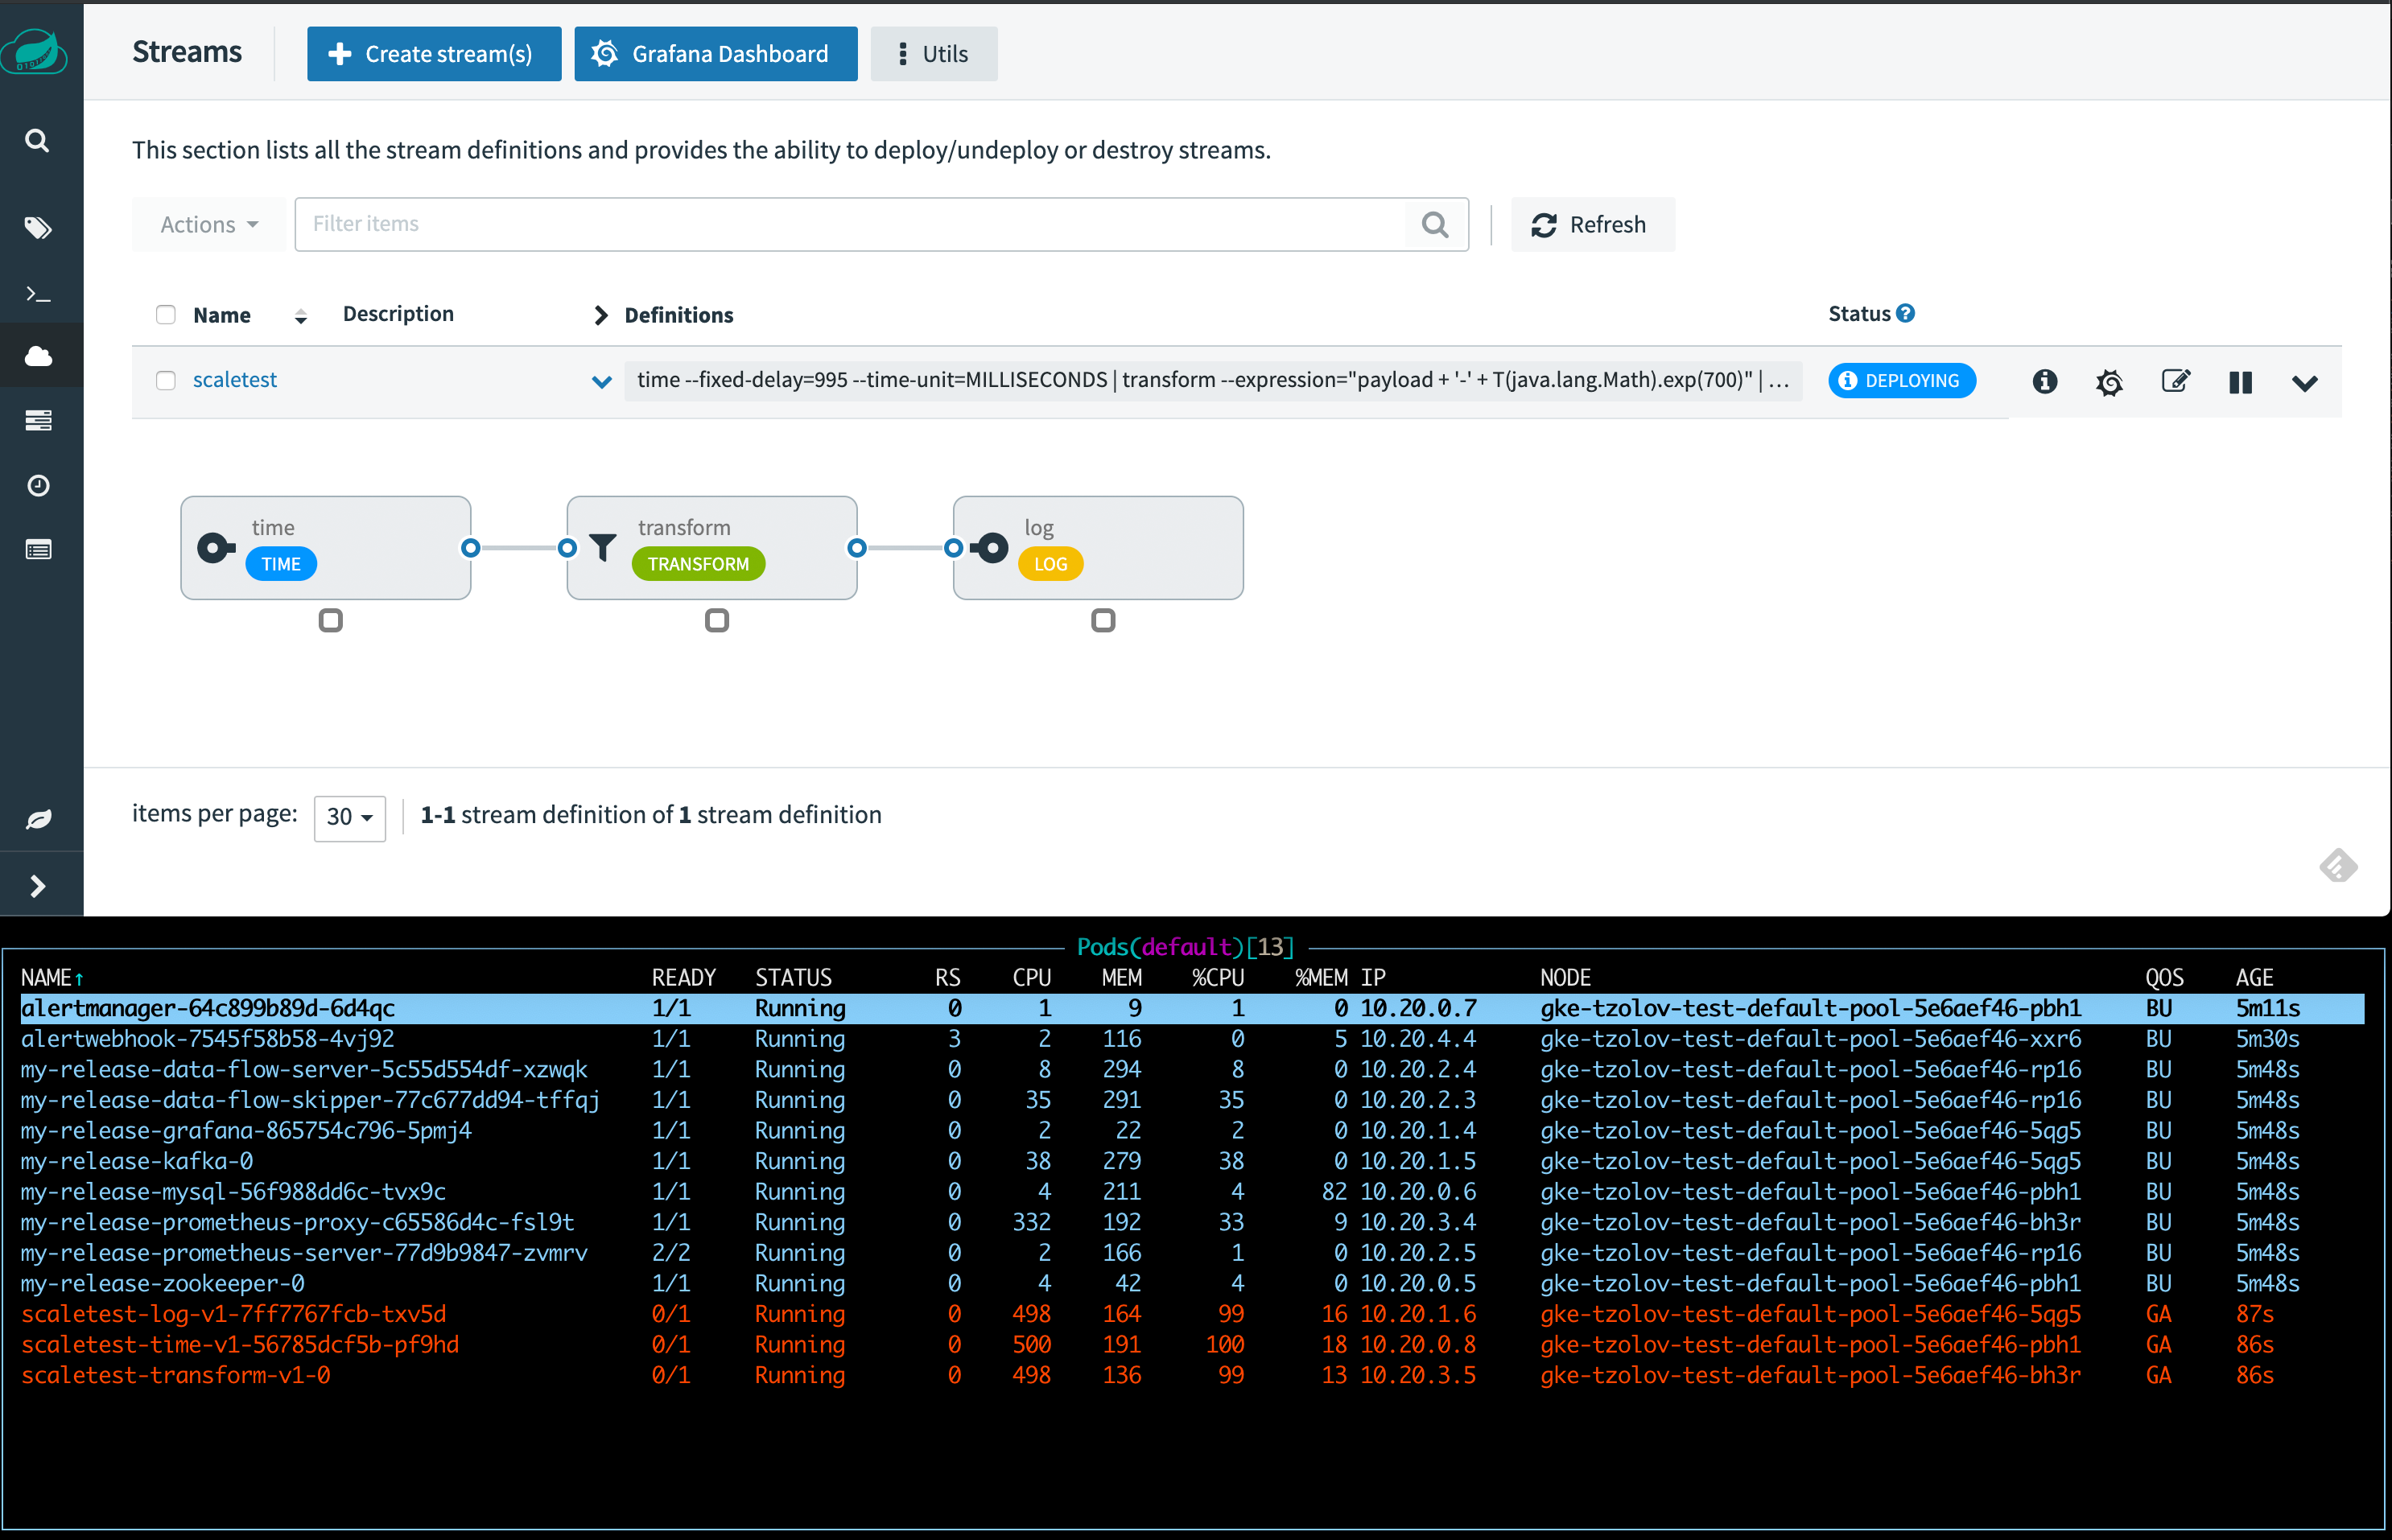 Streams
Create stream(s)
Grafana Dashboard
Utils
This section lists all the stream definitions and provides the ability to deploy/undeploy or destroy streams.
Actions
Filter items
Refresh
Name Description Definitions Status
scaletest time --fixed-delay=995 --time-unit=MILLISECONDS | transform --expression="payload + '-' + T(java.lang.Math).exp(700)" | ... DEPLOYING
time
TIME
transform
TRANSFORM
log
LOG
items per page: 30 1-1 stream definition of 1 stream definition
Pods(default)[13]
NAME↑ READY STATUS RS CPU MEM %CPU %MEM IP NODE QOS AGE
alertmanager-64c899b89d-6d4qc 1/1 Running 0 1 9 1 0 10.20.0.7 gke-tzolov-test-default-pool-5e6aef46-pbh1 BU 5m11s
alertwebhook-7545f58b58-4vj92 1/1 Running 3 2 116 0 5 10.20.4.4 gke-tzolov-test-default-pool-5e6aef46-xxr6 BU 5m30s
my-release-data-flow-server-5c55d554df-xzwqk 1/1 Running 0 8 294 8 0 10.20.2.4 gke-tzolov-test-default-pool-5e6aef46-rp16 BU 5m48s
my-release-data-flow-skipper-77c677dd94-tffqj 1/1 Running 0 35 291 35 0 10.20.2.3 gke-tzolov-test-default-pool-5e6aef46-rp16 BU 5m48s
my-release-grafana-865754c796-5pmj4 1/1 Running 0 2 22 2 0 10.20.1.4 gke-tzolov-test-default-pool-5e6aef46-5qg5 BU 5m48s
my-release-kafka-0 1/1 Running 0 38 279 38 0 10.20.1.5 gke-tzolov-test-default-pool-5e6aef46-5qg5 BU 5m48s
my-release-mysql-56f988dd6c-tvx9c 1/1 Running 0 4 211 4 82 10.20.0.6 gke-tzolov-test-default-pool-5e6aef46-pbh1 BU 5m48s
my-release-prometheus-proxy-c65586d4c-fsl9t 1/1 Running 0 332 192 33 9 10.20.3.4 gke-tzolov-test-default-pool-5e6aef46-bh3r BU 5m48s
my-release-prometheus-server-77d9b9847-zvmrv 2/2 Running 0 2 166 1 0 10.20.2.5 gke-tzolov-test-default-pool-5e6aef46-rp16 BU 5m48s
my-release-zookeeper-0 1/1 Running 0 4 42 4 0 10.20.0.5 gke-tzolov-test-default-pool-5e6aef46-pbh1 BU 5m48s
scaletest-log-v1-7ff7767fcb-txv5d 0/1 Running 0 498 164 99 16 10.20.1.6 gke-tzolov-test-default-pool-5e6aef46-5qg5 GA 87s
scaletest-time-v1-56785dcf5b-pf9hd 0/1 Running 0 500 191 100 18 10.20.0.8 gke-tzolov-test-default-pool-5e6aef46-pbh1 GA 86s
scaletest-transform-v1-0 0/1 Running 0 498 136 99 13 10.20.3.5 gke-tzolov-test-default-pool-5e6aef46-bh3r GA 86s